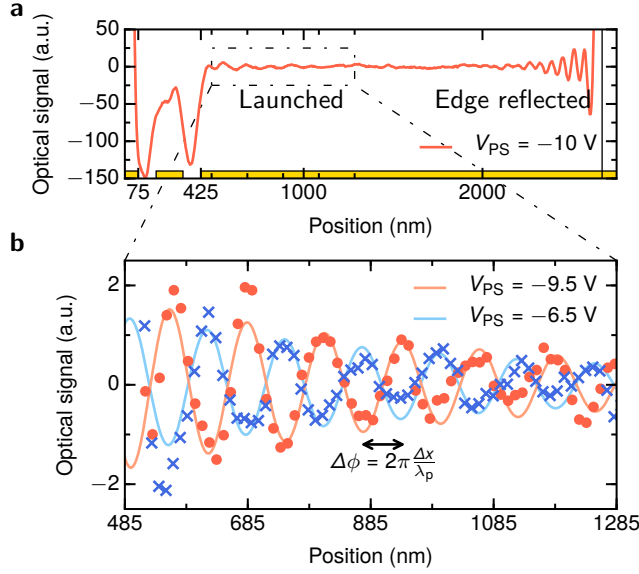 a
Optical signal (a.u.)
0
−50
−100
−150
Launched
Edge reflected
V_PS = −10 V
75
425
1000
2000
Position (nm)
b
Optical signal (a.u.)
2
0
−2
V_PS = −9.5 V
V_PS = −6.5 V
Δϕ = 2π Δx/λ_p
485
685
885
1085
1285
Position (nm)